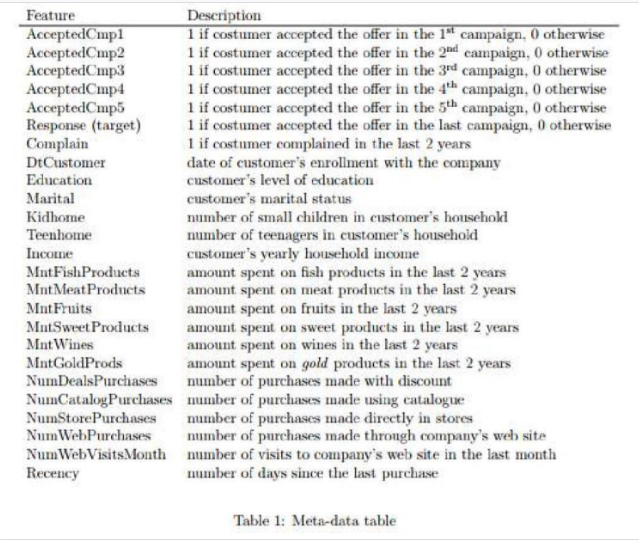 Feature Description
AcceptedCmp1 1 if costumer accepted the offer in the 1st campaign, 0 otherwise
AcceptedCmp2 1 if costumer accepted the offer in the 2nd campaign, 0 otherwise
AcceptedCmp3 1 if costumer accepted the offer in the 3rd campaign, 0 otherwise
AcceptedCmp4 1 if costumer accepted the offer in the 4th campaign, 0 otherwise
AcceptedCmp5 1 if costumer accepted the offer in the 5th campaign, 0 otherwise
Response (target) 1 if costumer accepted the offer in the last campaign, 0 otherwise
Complain 1 if costumer complained in the last 2 years
DtCustomer date of customer's enrollment with the company
Education customer's level of education
Marital customer's marital status
Kidhome number of small children in customer's household
Teenhome number of teenagers in customer's household
Income customer's yearly household income
MntFishProducts amount spent on fish products in the last 2 years
MntMeatProducts amount spent on meat products in the last 2 years
MntFruits amount spent on fruits in the last 2 years
MntSweetProducts amount spent on sweet products in the last 2 years
MntWines amount spent on wines in the last 2 years
MntGoldProds amount spent on gold products in the last 2 years
NumDealsPurchases number of purchases made with discount
NumCatalogPurchases number of purchases made using catalogue
NumStorePurchases number of purchases made directly in stores
NumWebPurchases number of purchases made through company's web site
NumWebVisitsMonth number of visits to company's web site in the last month
Recency number of days since the last purchase
Table 1: Meta-data table